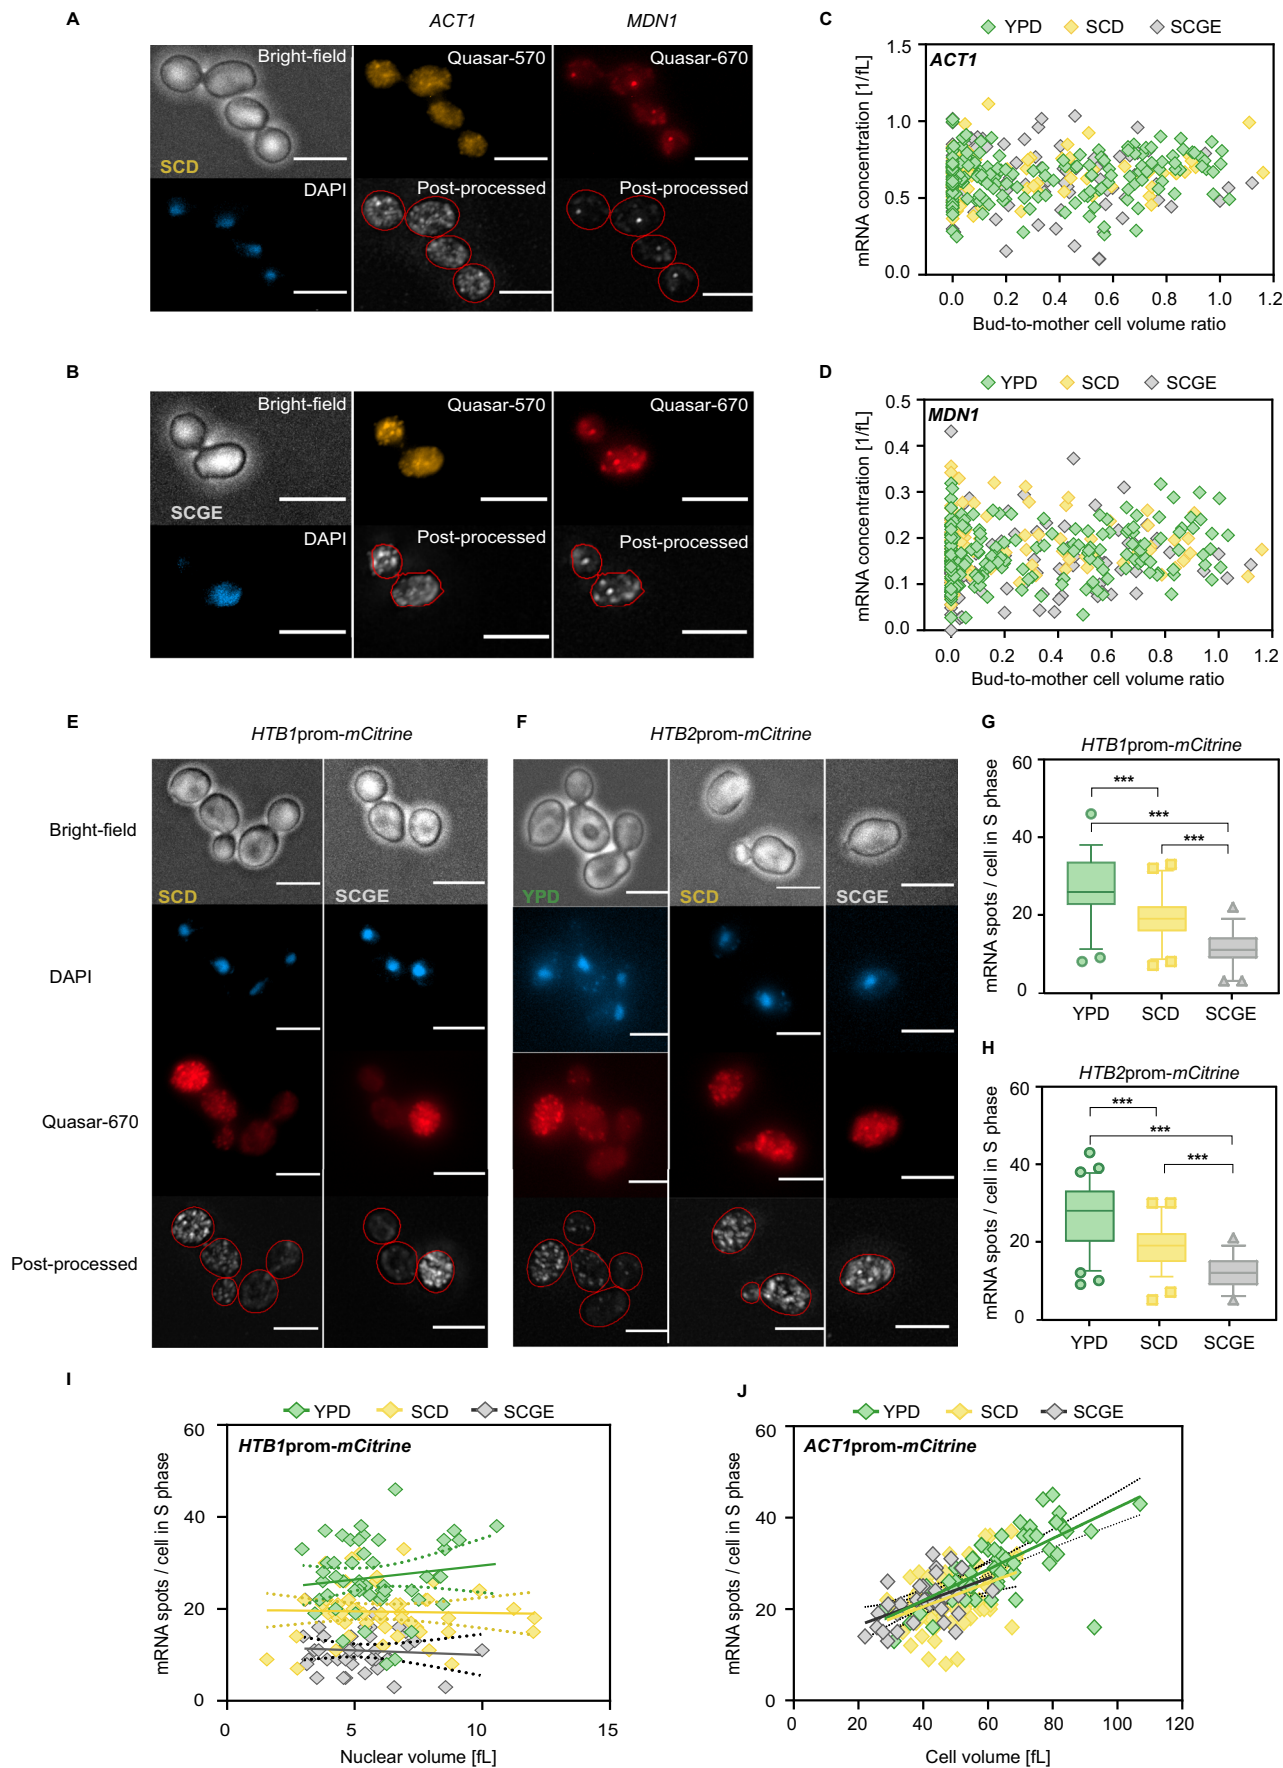 A
ACT1
MDN1
Bright-field
Quasar-570
Quasar-670
SCD
DAPI
Post-processed
Post-processed
B
Bright-field
Quasar-570
Quasar-670
SCGE
DAPI
Post-processed
Post-processed
C
YPD SCD SCGE
ACT1
mRNA concentration [1/fL]
1.5
1.0
0.5
0.0
0.0 0.2 0.4 0.6 0.8 1.0 1.2
Bud-to-mother cell volume ratio
D
YPD SCD SCGE
MDN1
mRNA concentration [1/fL]
0.5
0.4
0.3
0.2
0.1
0.0
0.0 0.2 0.4 0.6 0.8 1.0 1.2
Bud-to-mother cell volume ratio
E
HTB1prom-mCitrine
Bright-field
SCD
SCGE
DAPI
Quasar-670
Post-processed
F
HTB2prom-mCitrine
YPD
SCD
SCGE
G
HTB1prom-mCitrine
mRNA spots / cell in S phase
60
40
20
0
***
***
***
YPD SCD SCGE
H
HTB2prom-mCitrine
mRNA spots / cell in S phase
60
40
20
0
***
***
***
YPD SCD SCGE
I
YPD SCD SCGE
HTB1prom-mCitrine
mRNA spots / cell in S phase
60
40
20
0
0 5 10 15
Nuclear volume [fL]
J
YPD SCD SCGE
ACT1prom-mCitrine
mRNA spots / cell in S phase
60
40
20
0
0 20 40 60 80 100 120
Cell volume [fL]